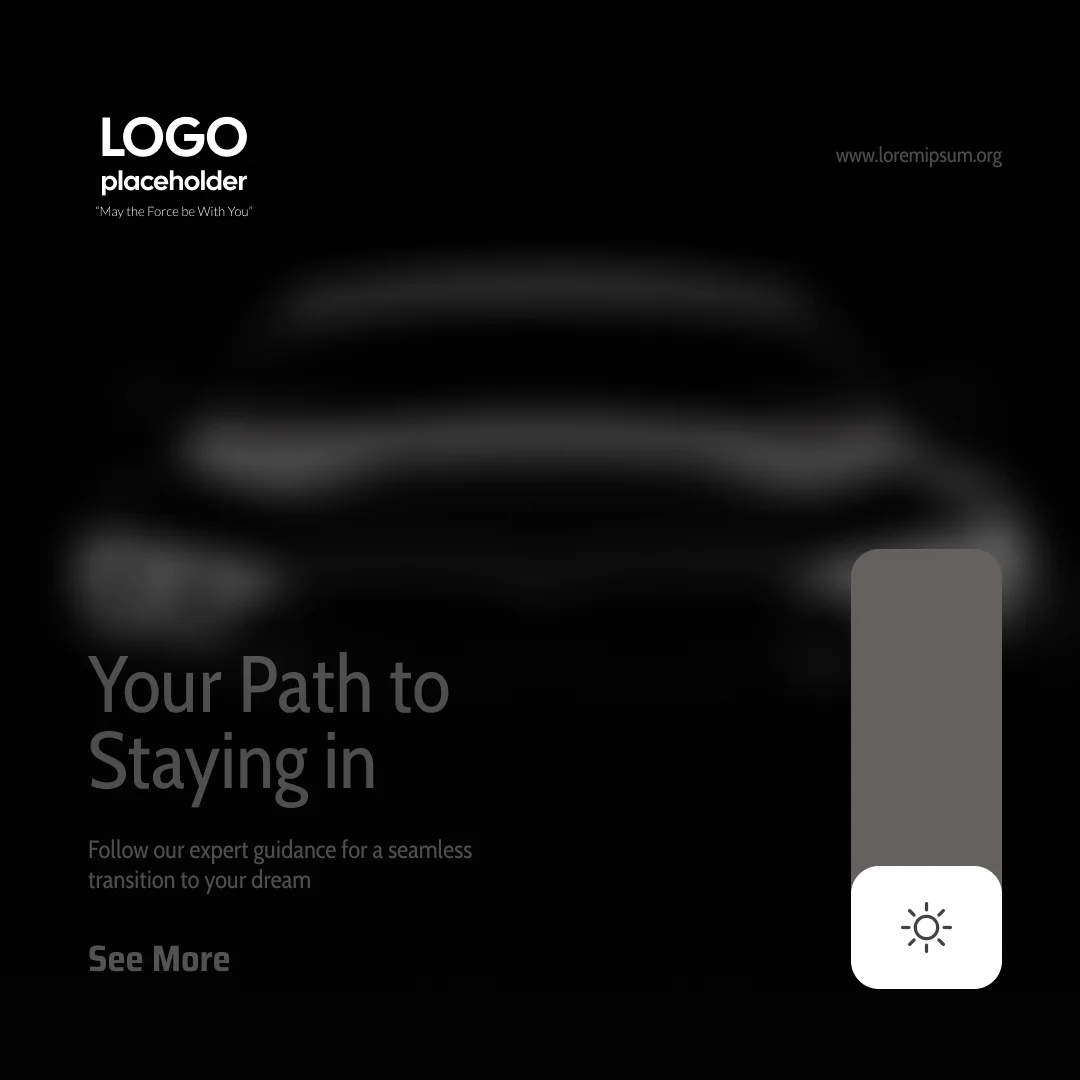 LOGO
placeholder
"May the Force be With You"
www.loremipsum.org
Your Path to
Staying in
Follow our expert guidance for a seamless
transition to your dream
See More